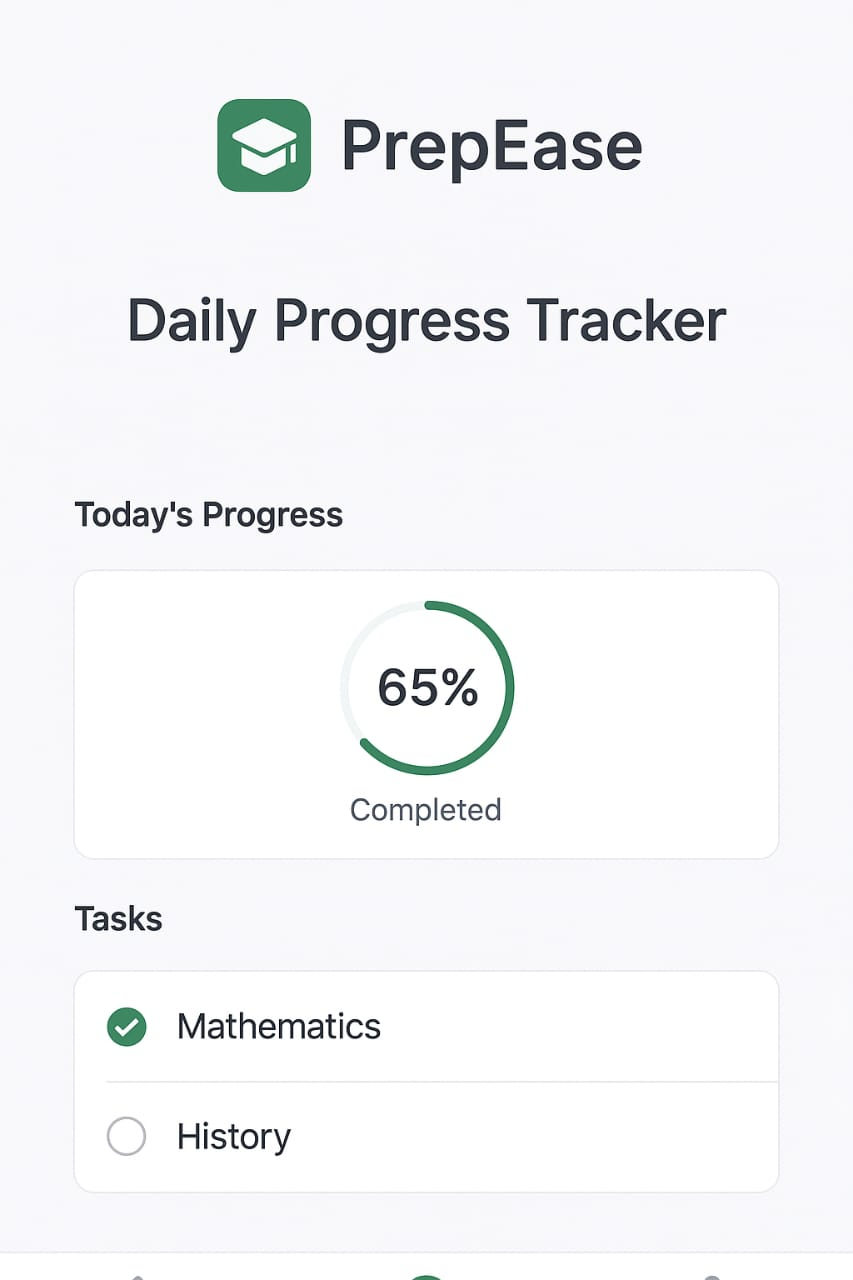 PrepEase
Daily Progress Tracker
Today's Progress
65%
Completed
Tasks
Mathematics
History